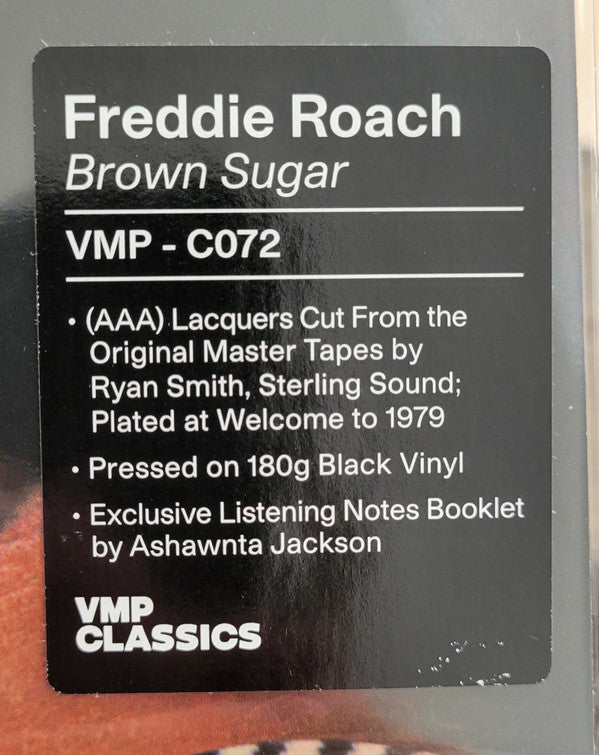 Freddie Roach
Brown Sugar
VMP - C072
• (AAA) Lacquers Cut From the
Original Master Tapes by
Ryan Smith, Sterling Sound;
Plated at Welcome to 1979
• Pressed on 180g Black Vinyl
• Exclusive Listening Notes Booklet
by Ashawnta Jackson
VMP
CLASSICS